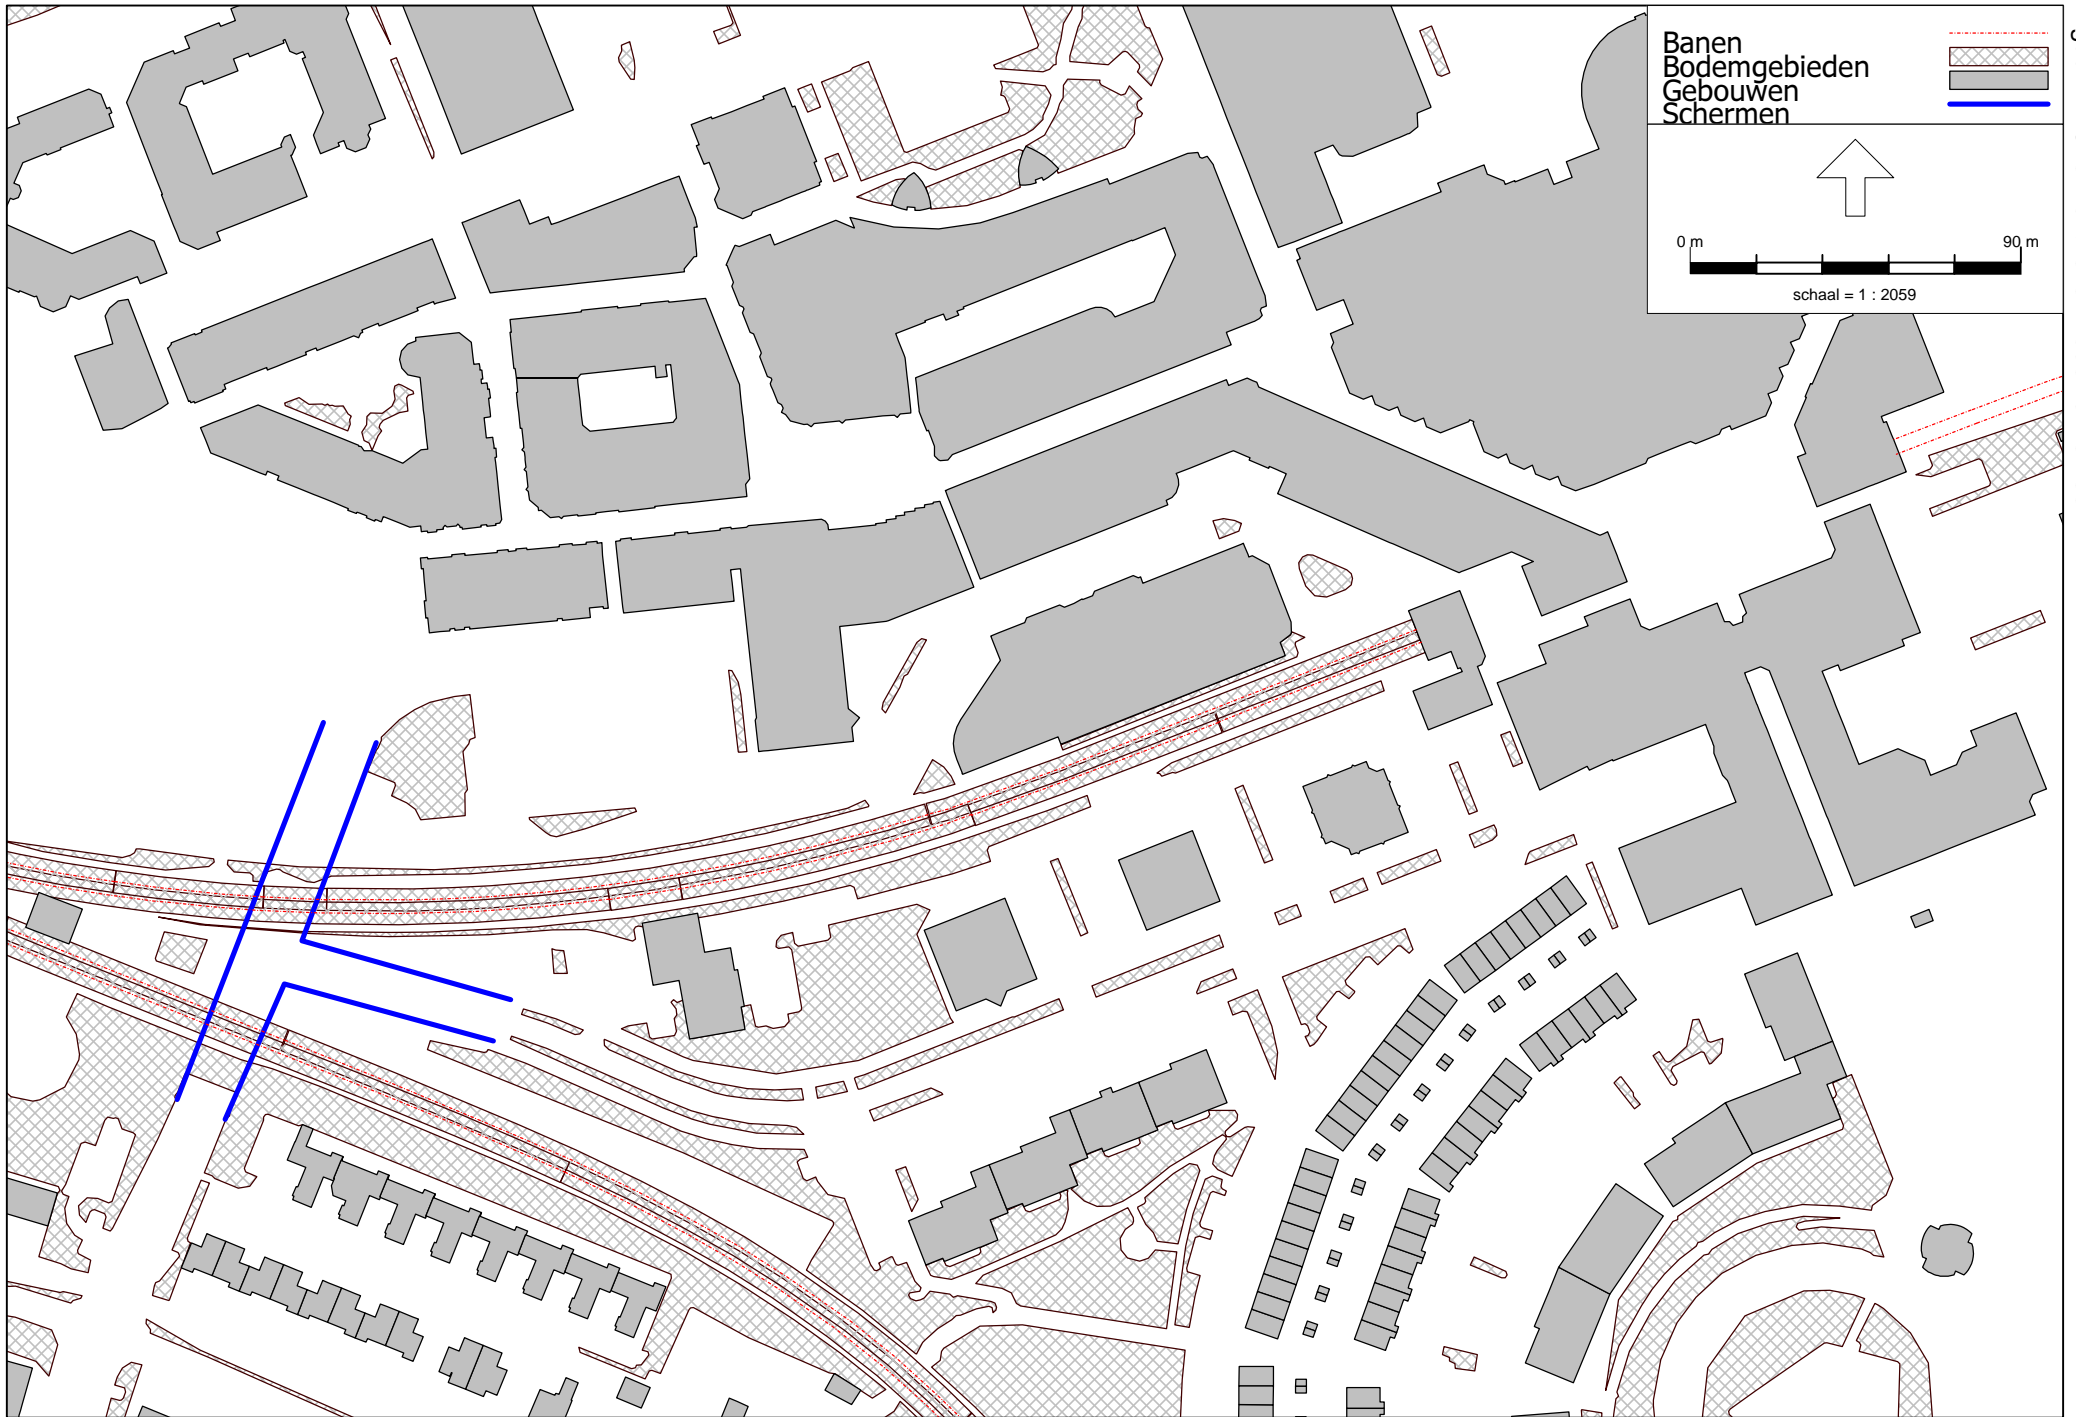 Banen
Bodemgebieden
Gebouwen
Schermen
0 m 90 m
schaal = 1 : 2059